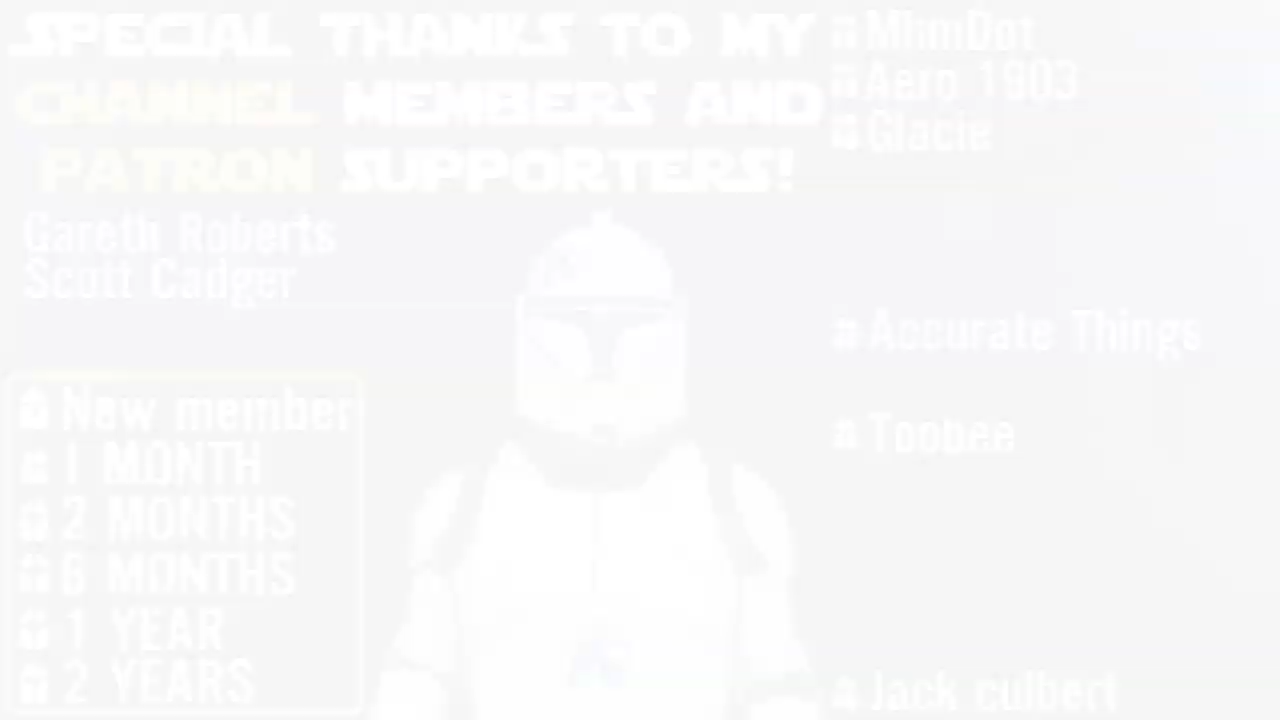 SPECIAL THANKS TO MY
CHANNEL MEMBERS AND
PATRON SUPPORTERS!
Gareth Roberts
Scott Cadger
New member
1 MONTH
2 MONTHS
6 MONTHS
1 YEAR
2 YEARS
MhmDot
Aero 1903
Glacie
Accurate Things
Toobee
Jack culbert